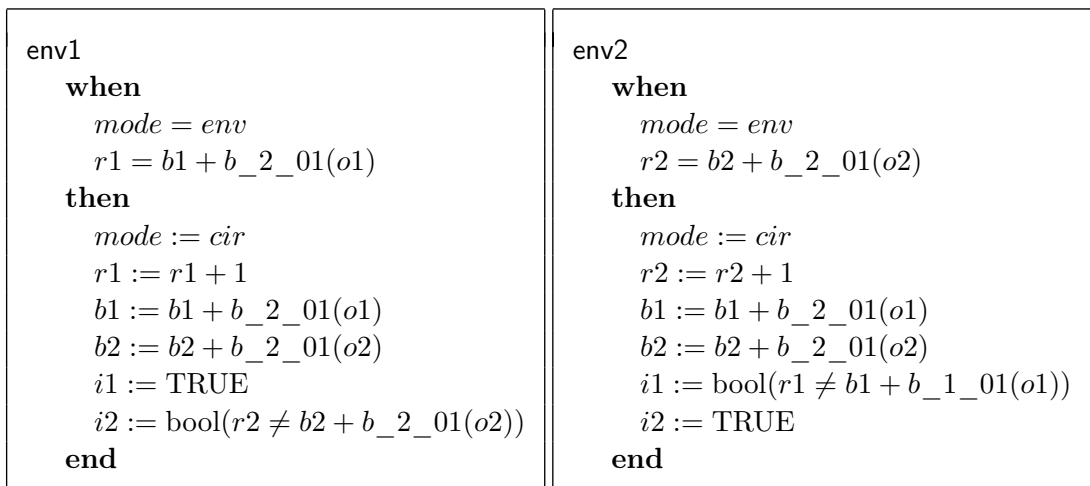 env1
when
mode = env
r1 = b1 + b_2_01(o1)
then
mode := cir
r1 := r1 + 1
b1 := b1 + b_2_01(o1)
b2 := b2 + b_2_01(o2)
i1 := TRUE
i2 := bool(r2 ≠ b2 + b_2_01(o2))
end
env2
when
mode = env
r2 = b2 + b_2_01(o2)
then
mode := cir
r2 := r2 + 1
b1 := b1 + b_2_01(o1)
b2 := b2 + b_2_01(o2)
i1 := bool(r1 ≠ b1 + b_1_01(o1))
i2 := TRUE
end